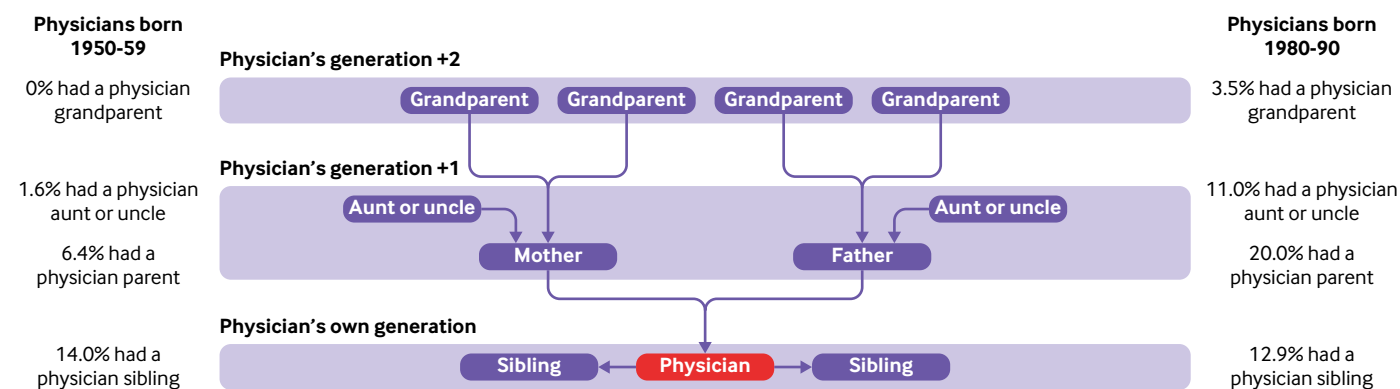 Physicians born
1950-59
0% had a physician
grandparent
1.6% had a physician
aunt or uncle
6.4% had a
physician parent
14.0% had a
physician sibling
Physician's generation +2
Grandparent Grandparent Grandparent Grandparent
Physician's generation +1
Aunt or uncle Aunt or uncle
Mother Father
Physician's own generation
Sibling Physician Sibling
Physicians born
1980-90
3.5% had a physician
grandparent
11.0% had a physician
aunt or uncle
20.0% had a
physician parent
12.9% had a
physician sibling